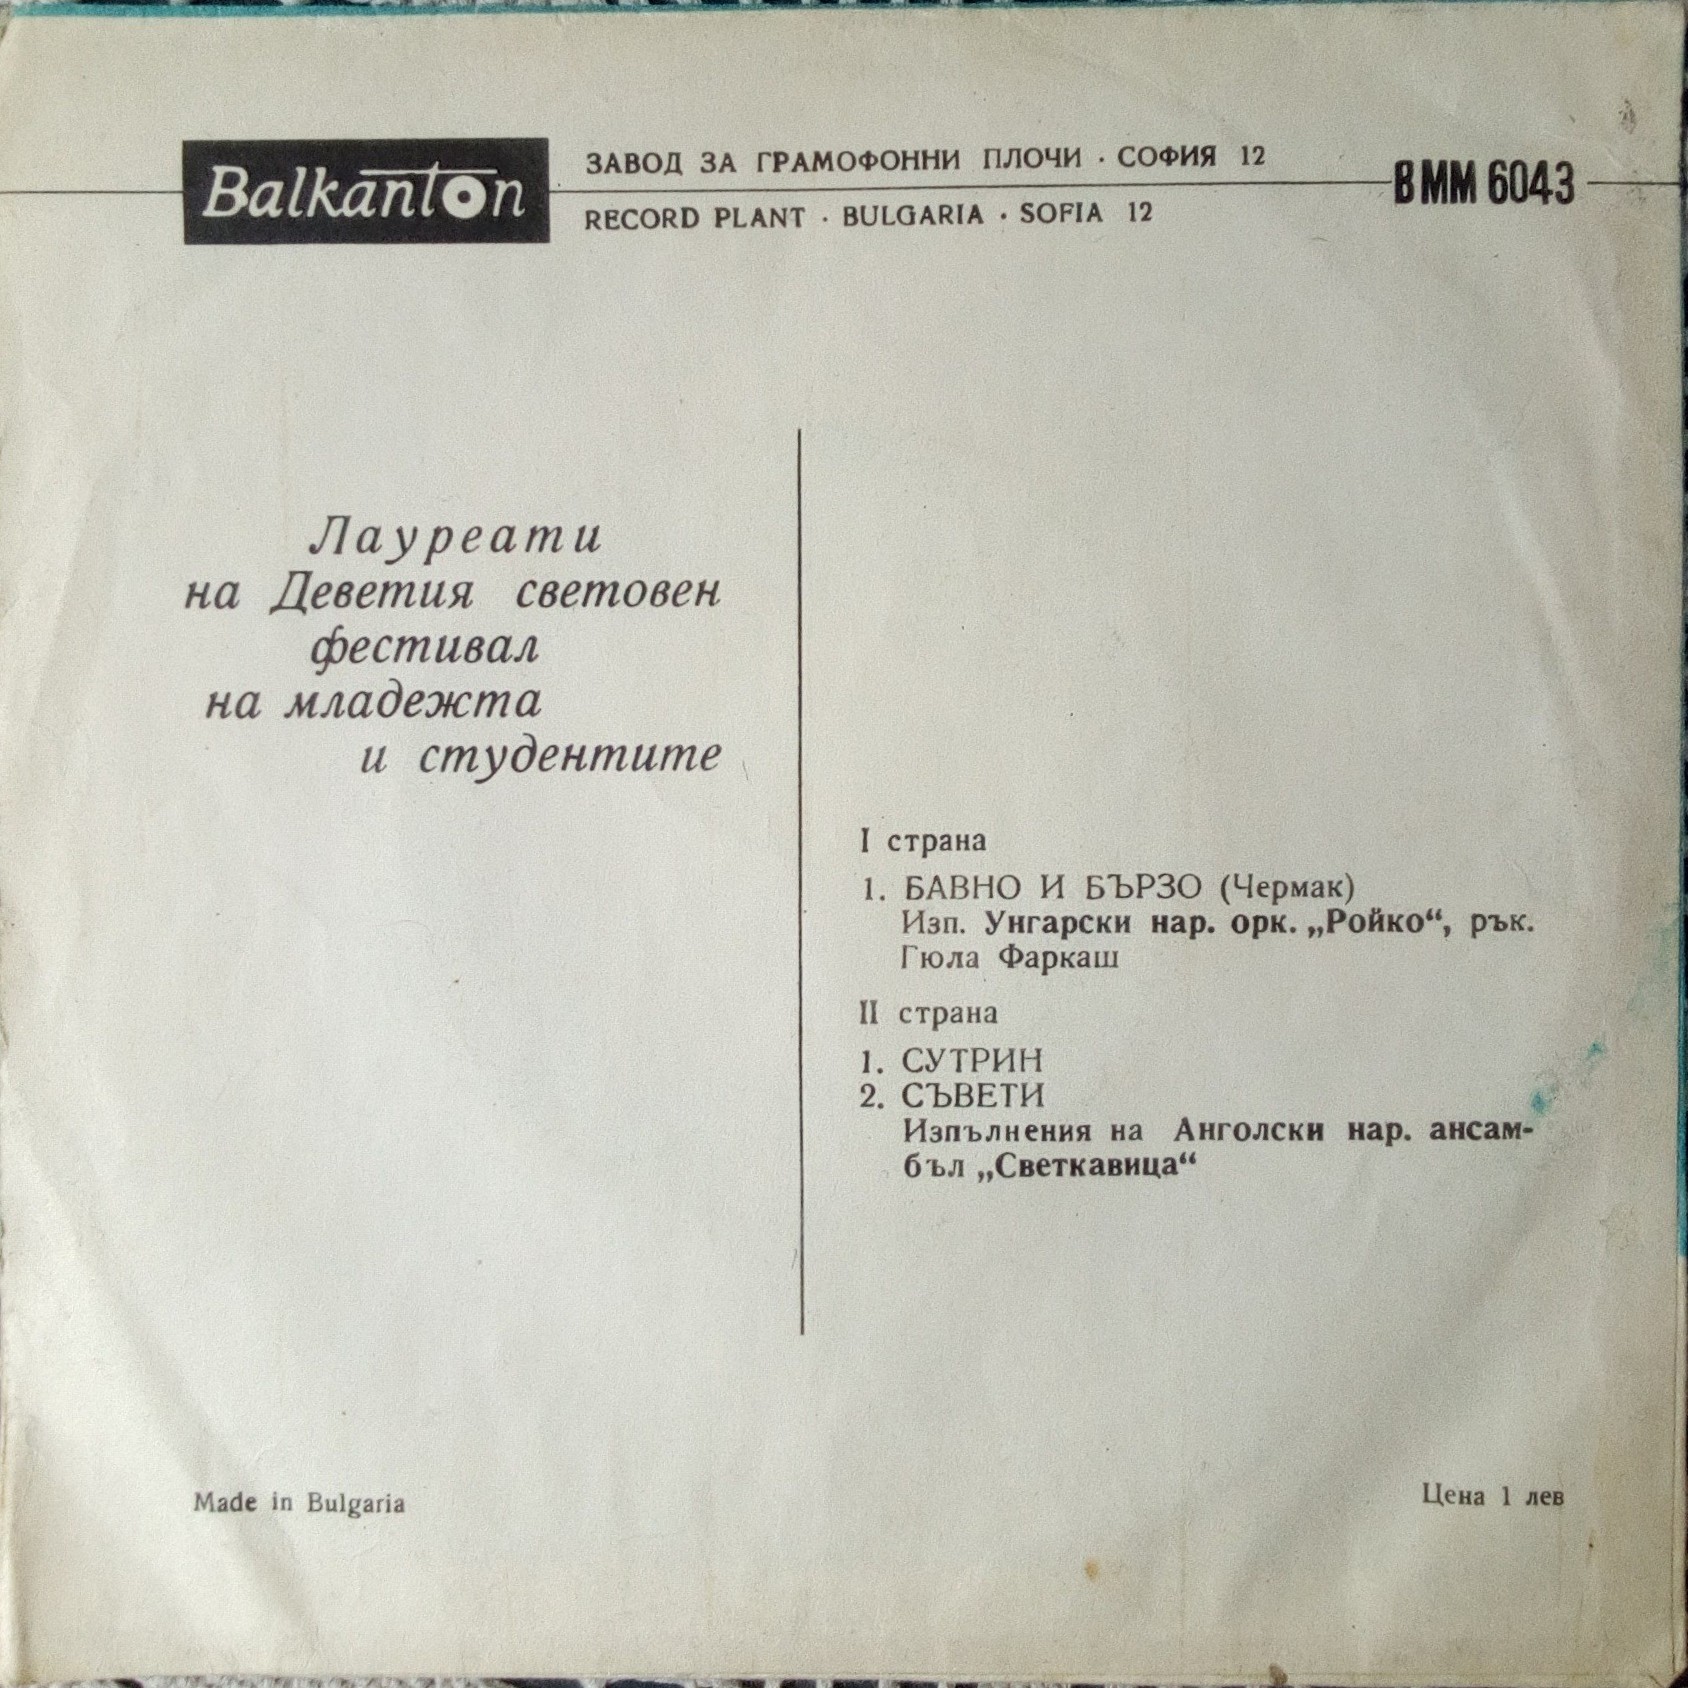 Balkanton
ЗАВОД ЗА ГРАМОФОННИ ПЛОЧИ · СОФИЯ 12
RECORD PLANT · BULGARIA · SOFIA 12
ВММ 6043
Лауреати
на Деветия световен
фестивал
на младежта
и студентите
I страна
1. БАВНО И БЪРЗО (Чермак)
Изп. Унгарски нар. орк. „Ройко“, рък.
Гюла Фаркаш
II страна
1. СУТРИН
2. СЪВЕТИ
Изпълнения на Анголски нар. ансам-
бъл „Светкавица“
Made in Bulgaria
Цена 1 лев